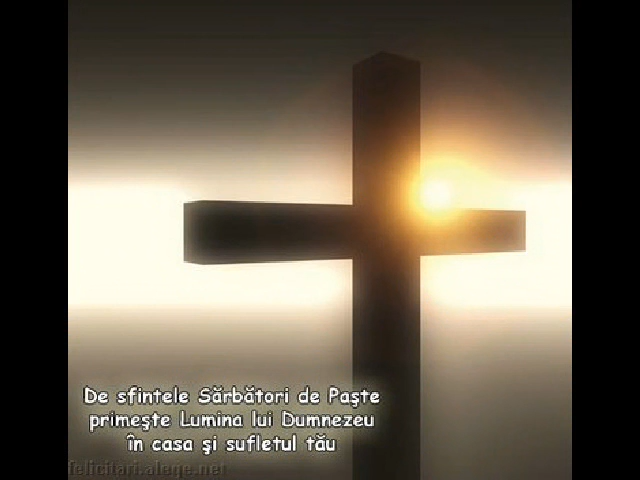 De sfintele Sărbători de Paşte
primeşte Lumina lui Dumnezeu
în casa şi sufletul tău
felicitari.alege.net